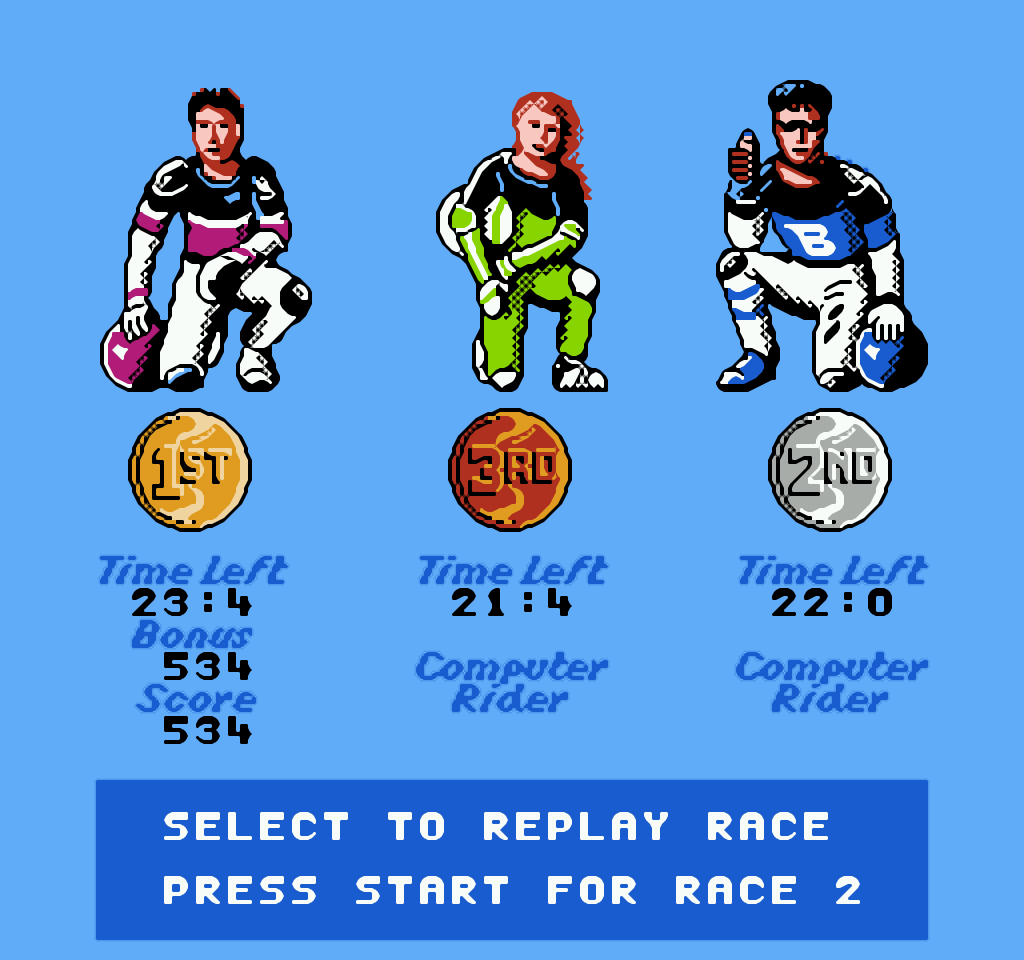 B
1ST
3RD
2ND
Time Left
23:4
Bonus
534
Score
534
Time Left
21:4
Computer
Rider
Time Left
22:0
Computer
Rider
SELECT TO REPLAY RACE
PRESS START FOR RACE 2